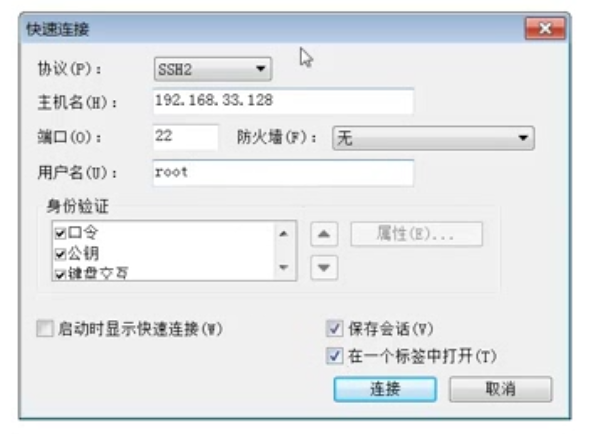 快速连接
协议(P)： SSH2
主机名(H)： 192.168.33.128
端口(O)： 22 防火墙(F)： 无
用户名(U)： root
身份验证
口令
公钥
键盘交互
属性(E)...
启动时显示快速连接(W)
保存会话(V)
在一个标签中打开(T)
连接 取消